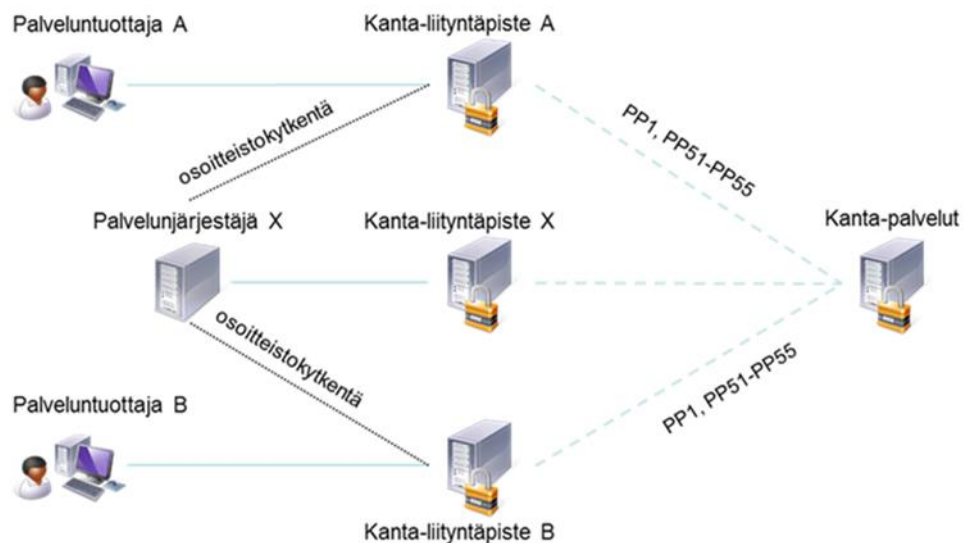 Palveluntuottaja A
Kanta-liityntäpiste A
osoitteistokytkentä
PP1, PP51-PP55
Palvelunjärjestäjä X
Kanta-liityntäpiste X
Kanta-palvelut
osoitteistokytkentä
PP1, PP51-PP55
Palveluntuottaja B
Kanta-liityntäpiste B